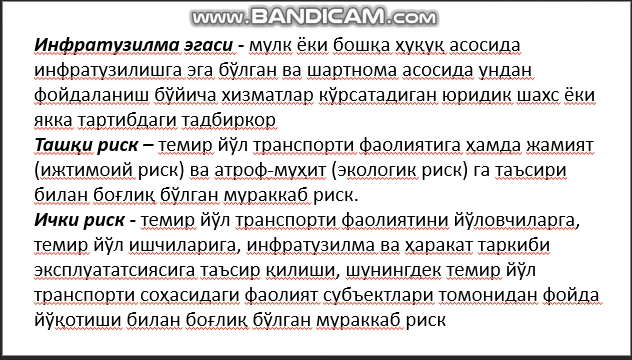 www.BANDICAM.com
Инфратузилма эгаси - мулк ёки бошқа ҳуқуқ асосида
инфратузилишга эга бўлган ва шартнома асосида ундан
фойдаланиш бўйича хизматлар кўрсатадиган юридик шахс ёки
якка тартибдаги тадбиркор
Ташқи риск – темир йўл транспорти фаолиятига ҳамда жамият
(ижтимоий риск) ва атроф-муҳит (экологик риск) га таъсири
билан боғлиқ бўлган мураккаб риск.
Ички риск - темир йўл транспорти фаолиятини йўловчиларга,
темир йўл ишчиларига, инфратузилма ва ҳаракат таркиби
эксплуататсиясига таъсир қилиши, шунингдек темир йўл
транспорти соҳасидаги фаолият субъектлари томонидан фойда
йўқотиши билан боғлиқ бўлган мураккаб риск